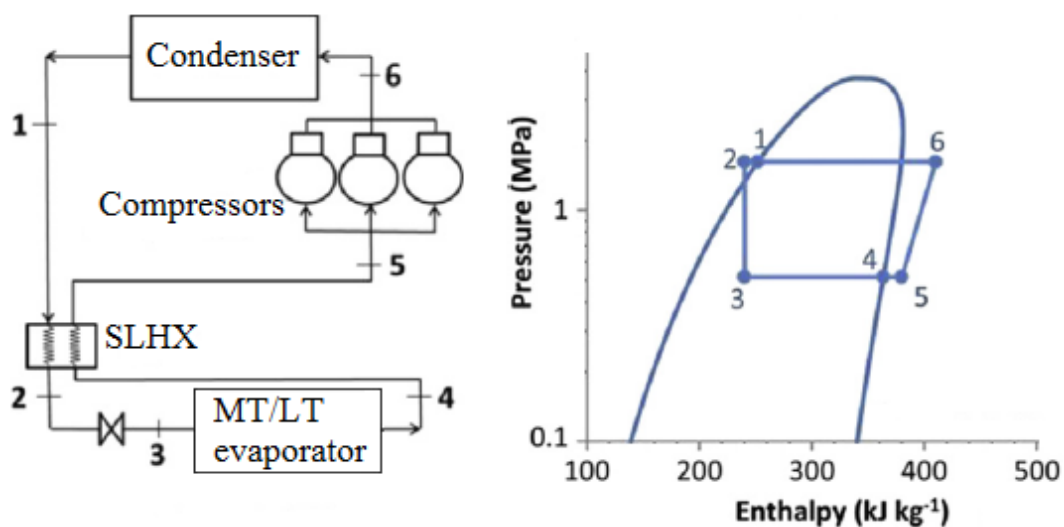 Condenser
6
1
Compressors
5
SLHX
2
4
MT/LT
evaporator
3
Pressure (MPa)
1
0.1
2
1
6
4
3
5
100
200
300
400
500
Enthalpy (kJ kg⁻¹)